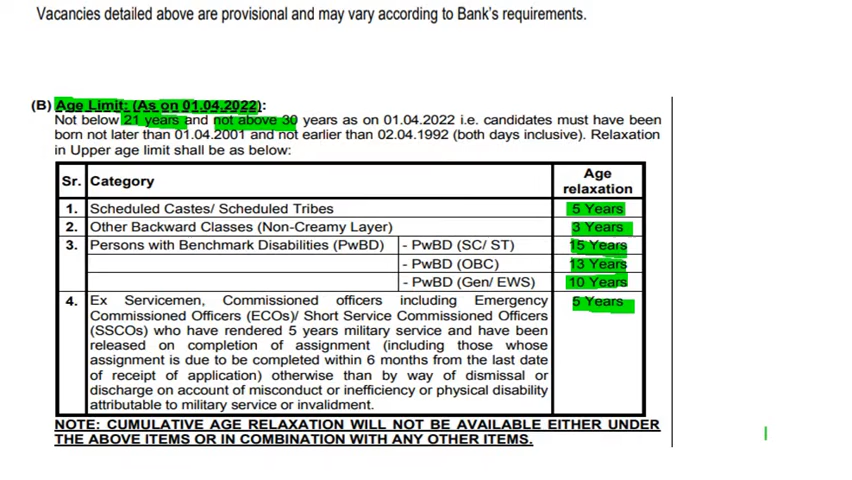 Vacancies detailed above are provisional and may vary according to Bank's requirements.
(B) Age Limit: (As on 01.04.2022):
Not below 21 years and not above 30 years as on 01.04.2022 i.e. candidates must have been
born not later than 01.04.2001 and not earlier than 02.04.1992 (both days inclusive). Relaxation
in Upper age limit shall be as below:
Sr. Category Age relaxation
1. Scheduled Castes/ Scheduled Tribes 5 Years
2. Other Backward Classes (Non-Creamy Layer) 3 Years
3. Persons with Benchmark Disabilities (PwBD) - PwBD (SC/ ST) 15 Years
- PwBD (OBC) 13 Years
- PwBD (Gen/ EWS) 10 Years
4. Ex Servicemen, Commissioned officers including Emergency 5 Years
Commissioned Officers (ECOs)/ Short Service Commissioned Officers
(SSCOs) who have rendered 5 years military service and have been
released on completion of assignment (including those whose
assignment is due to be completed within 6 months from the last date
of receipt of application) otherwise than by way of dismissal or
discharge on account of misconduct or inefficiency or physical disability
attributable to military service or invalidment.
NOTE: CUMULATIVE AGE RELAXATION WILL NOT BE AVAILABLE EITHER UNDER
THE ABOVE ITEMS OR IN COMBINATION WITH ANY OTHER ITEMS.